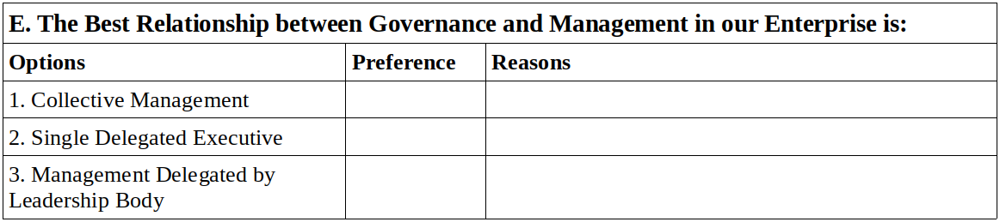 E. The Best Relationship between Governance and Management in our Enterprise is:
Options Preference Reasons
1. Collective Management
2. Single Delegated Executive
3. Management Delegated by
Leadership Body